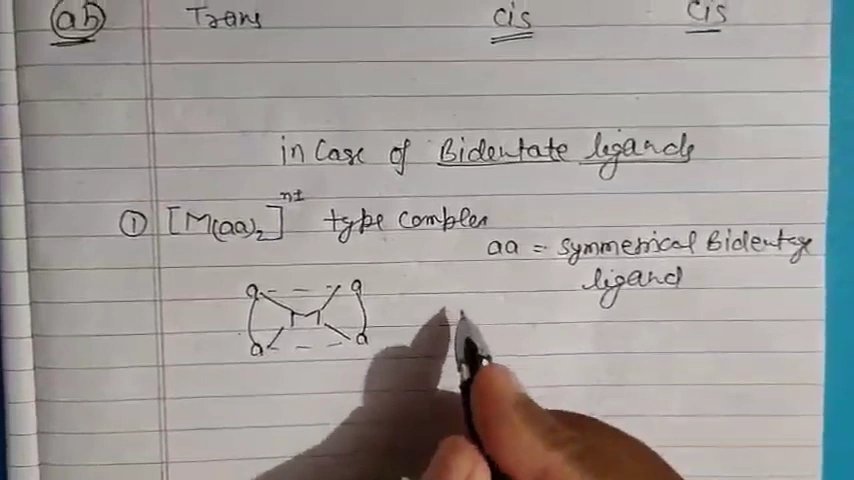 ab Trans cis cis
in Case of Bidentate ligands
① [M(aa)₂]ⁿ± type complex
aa = symmetrical Bidentate
ligand
a a
M
a a